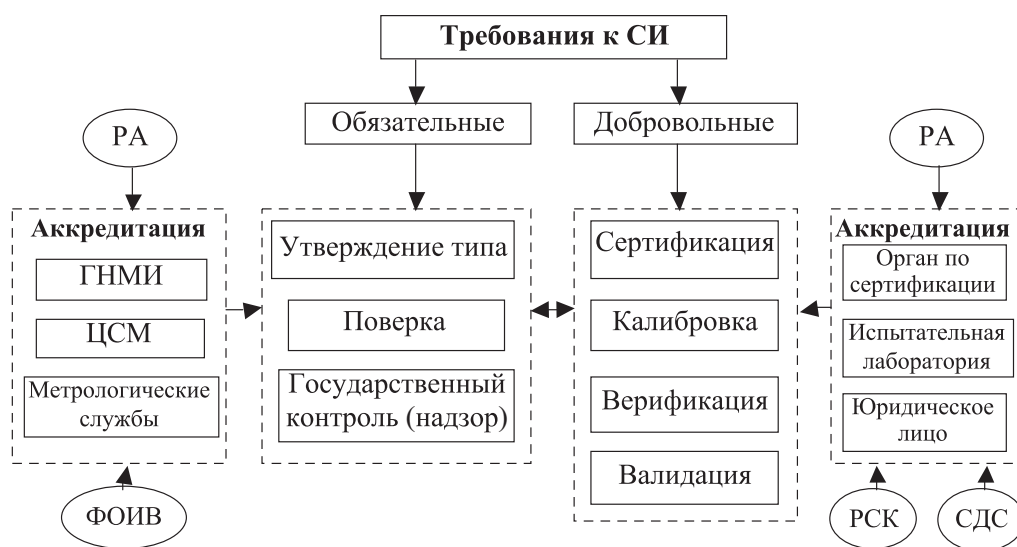 Требования к СИ
Обязательные
Добровольные
РА
РА
Аккредитация
ГНМИ
ЦСМ
Метрологические
службы
ФОИВ
Утверждение типа
Поверка
Государственный
контроль (надзор)
Сертификация
Калибровка
Верификация
Валидация
Аккредитация
Орган по
сертификации
Испытательная
лаборатория
Юридическое
лицо
РСК
СДС